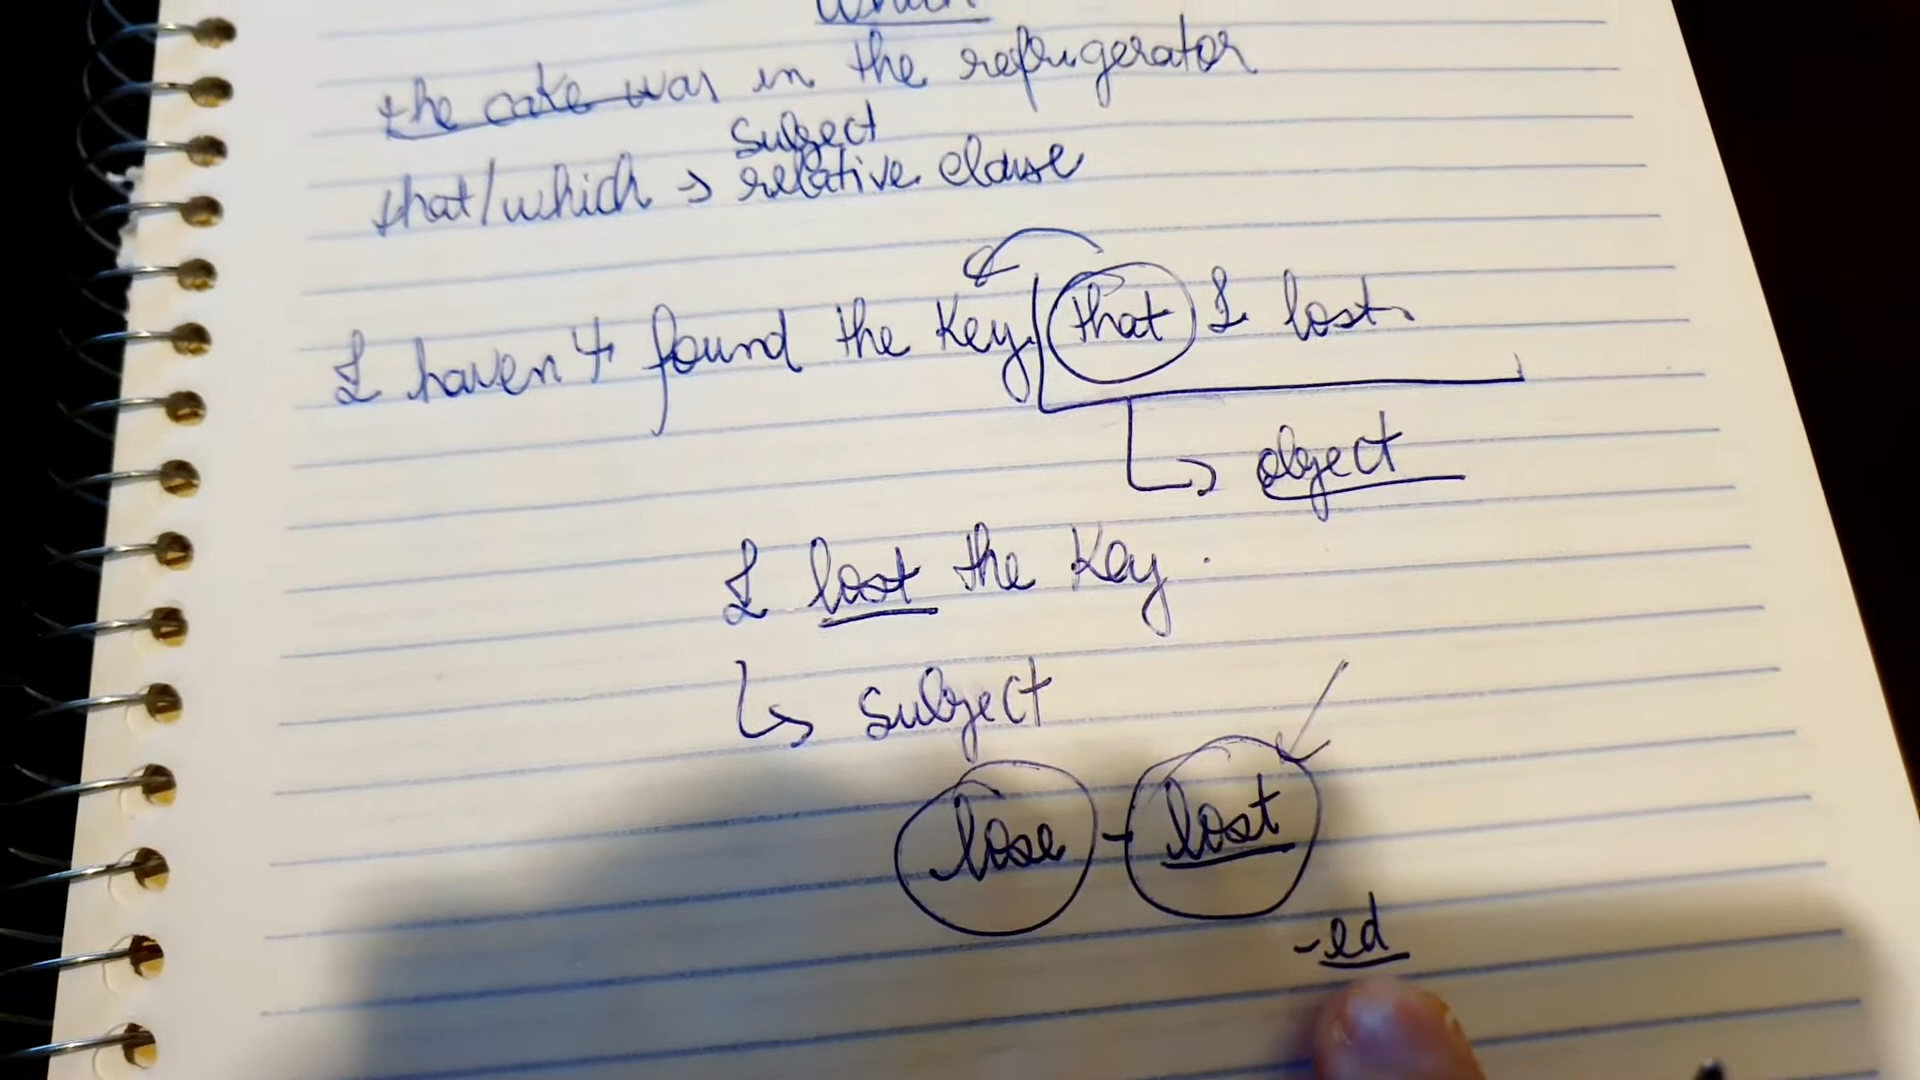 which
the cake was in the refrigerator
subject
that/which → relative clause
I haven't found the key that I lost.
↳ object
I lost the key.
↳ subject
lose - lost
-ed